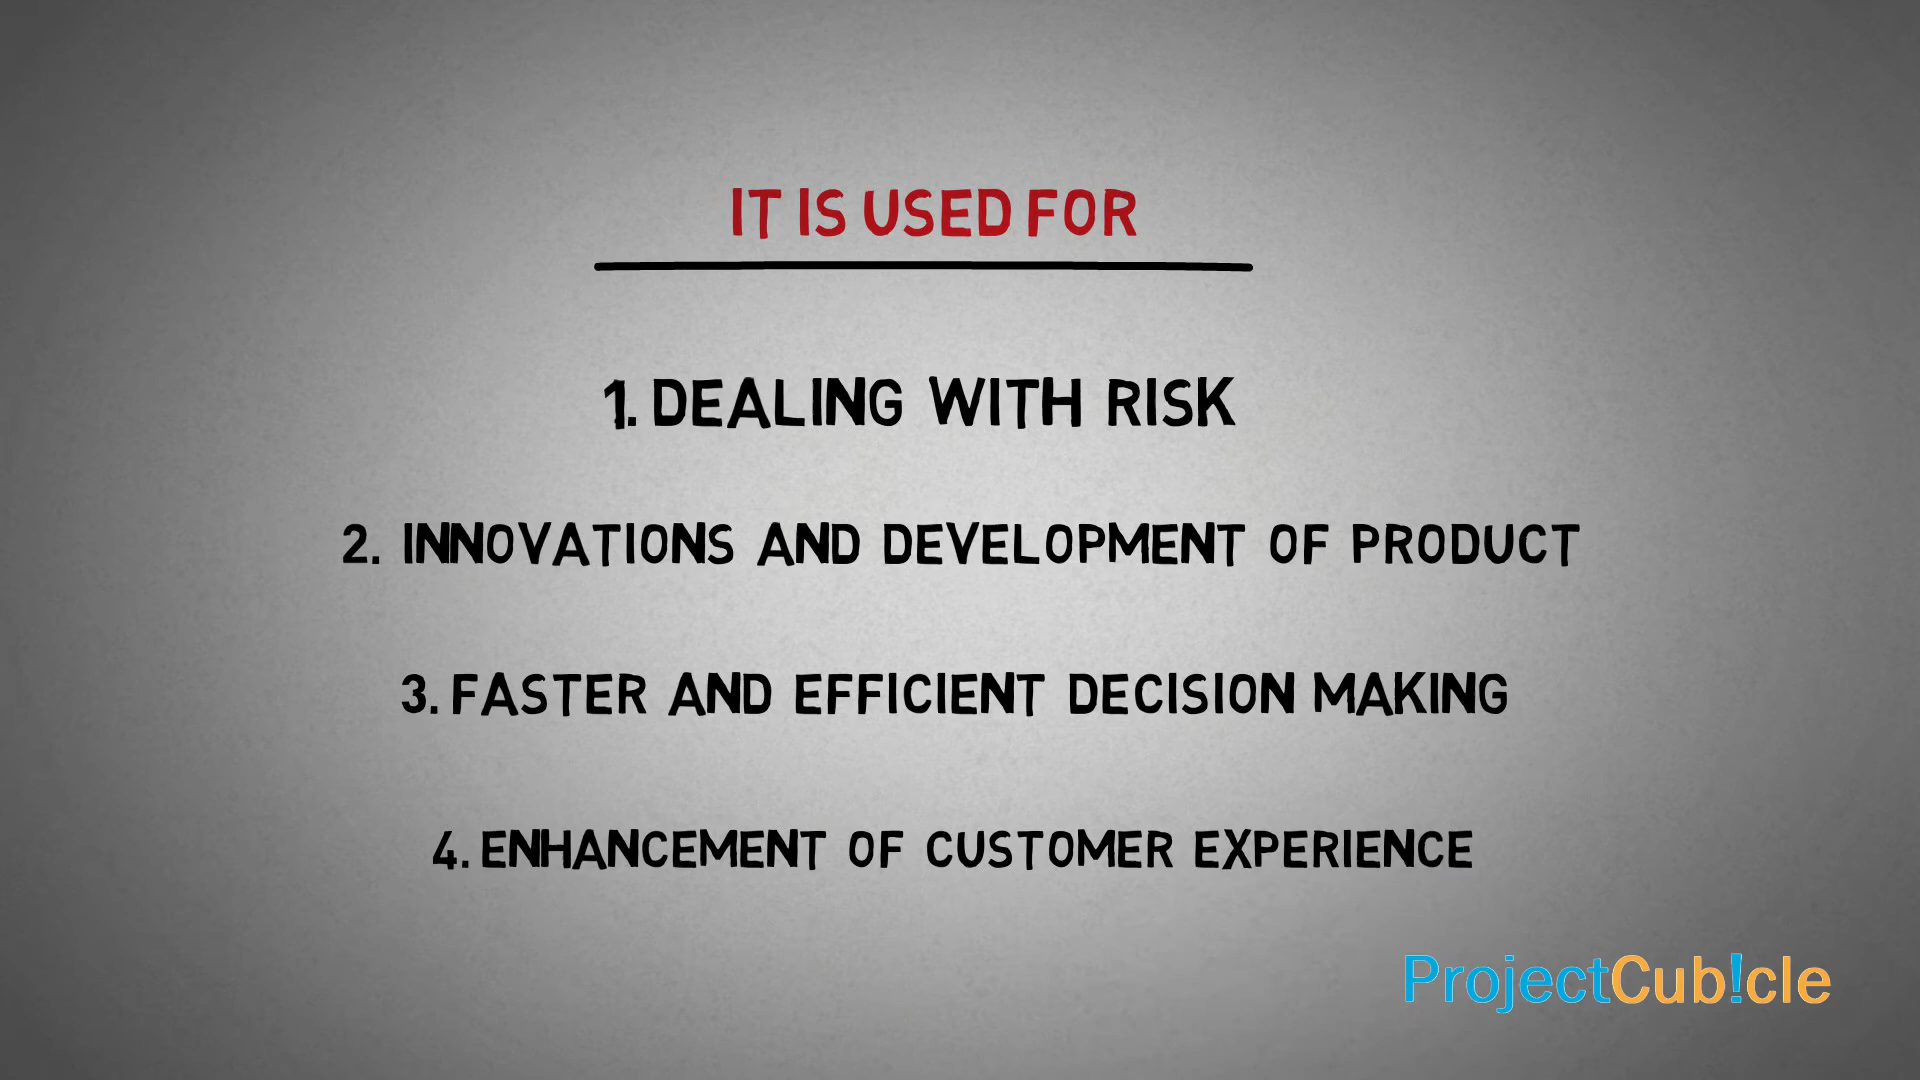 IT IS USED FOR
1. DEALING WITH RISK
2. INNOVATIONS AND DEVELOPMENT OF PRODUCT
3. FASTER AND EFFICIENT DECISION MAKING
4. ENHANCEMENT OF CUSTOMER EXPERIENCE
ProjectCub!cle